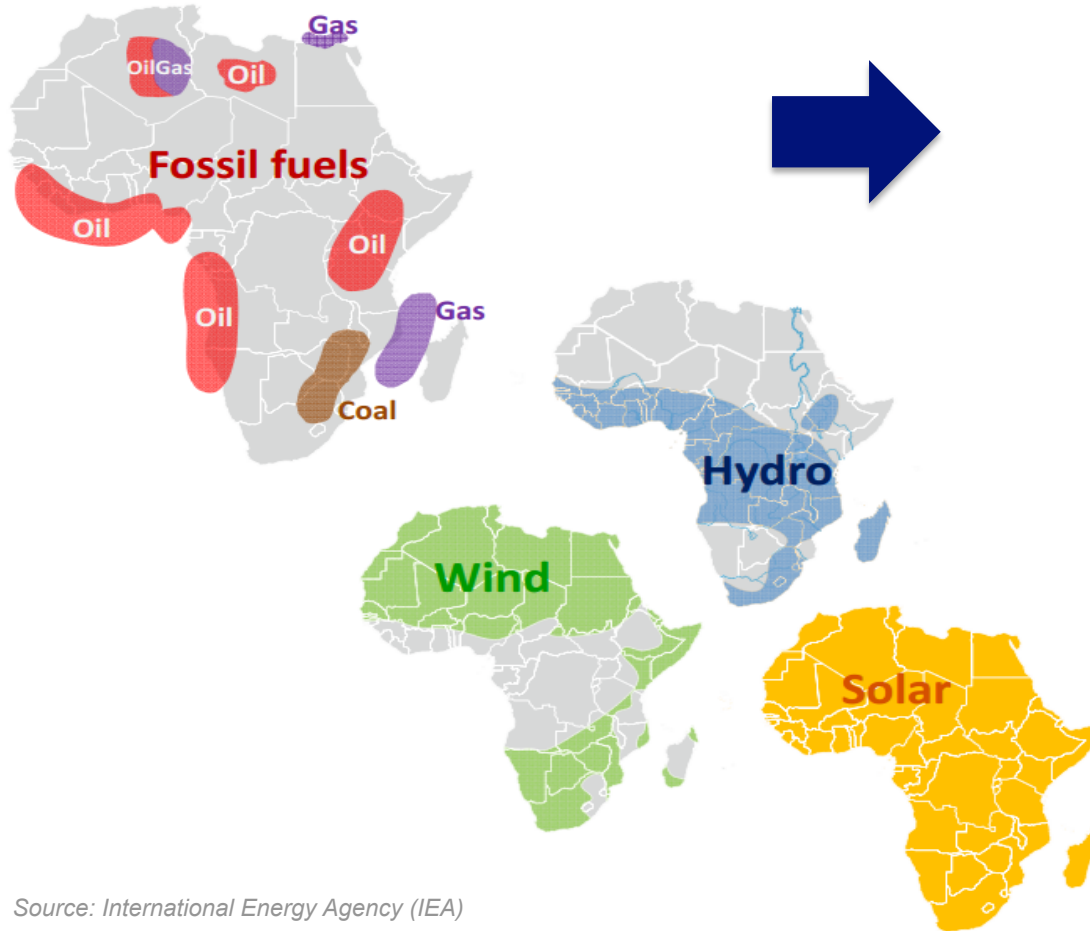 Gas
OilGas
Oil
Fossil fuels
Oil
Oil
Oil
Gas
Coal
Hydro
Wind
Solar
Source: International Energy Agency (IEA)